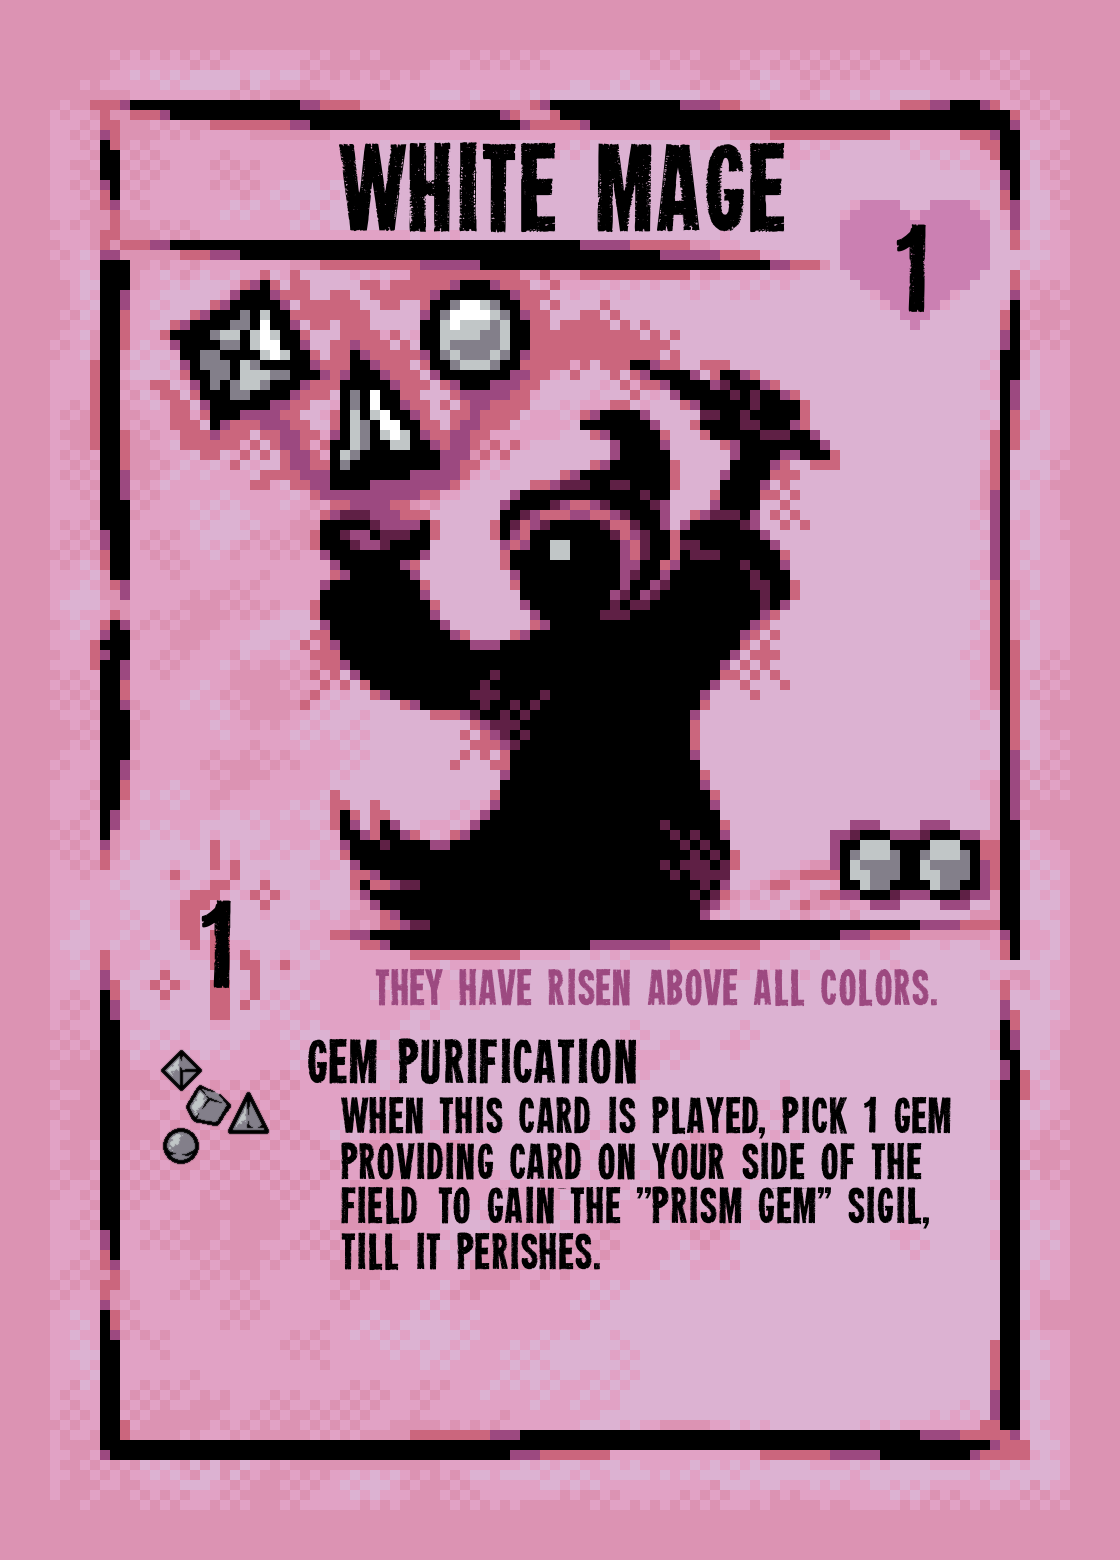 WHITE MAGE
1
1
THEY HAVE RISEN ABOVE ALL COLORS.
GEM PURIFICATION
WHEN THIS CARD IS PLAYED, PICK 1 GEM
PROVIDING CARD ON YOUR SIDE OF THE
FIELD TO GAIN THE "PRISM GEM" SIGIL,
TILL IT PERISHES.